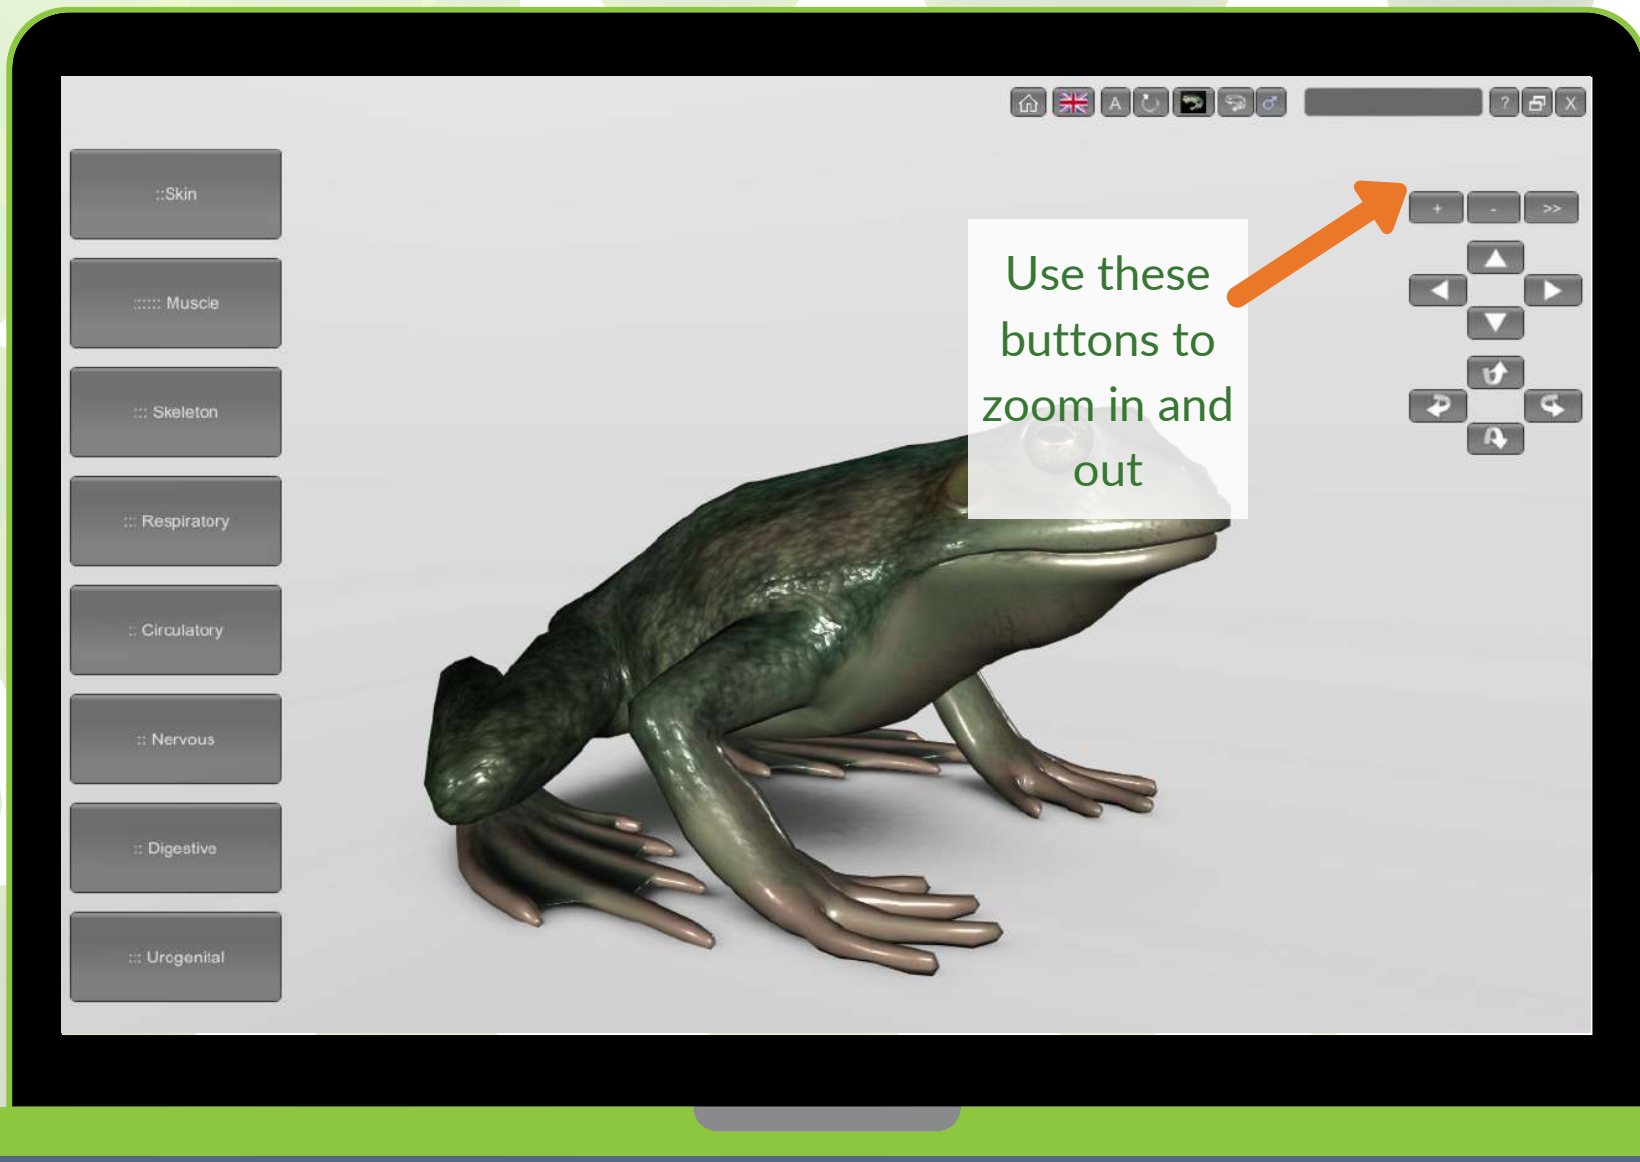 A
?
X
::Skin
:::::: Muscle
::: Skeleton
::: Respiratory
:: Circulatory
:: Nervous
:: Digestive
::: Urogenital
Use these
buttons to
zoom in and
out
+ - >>